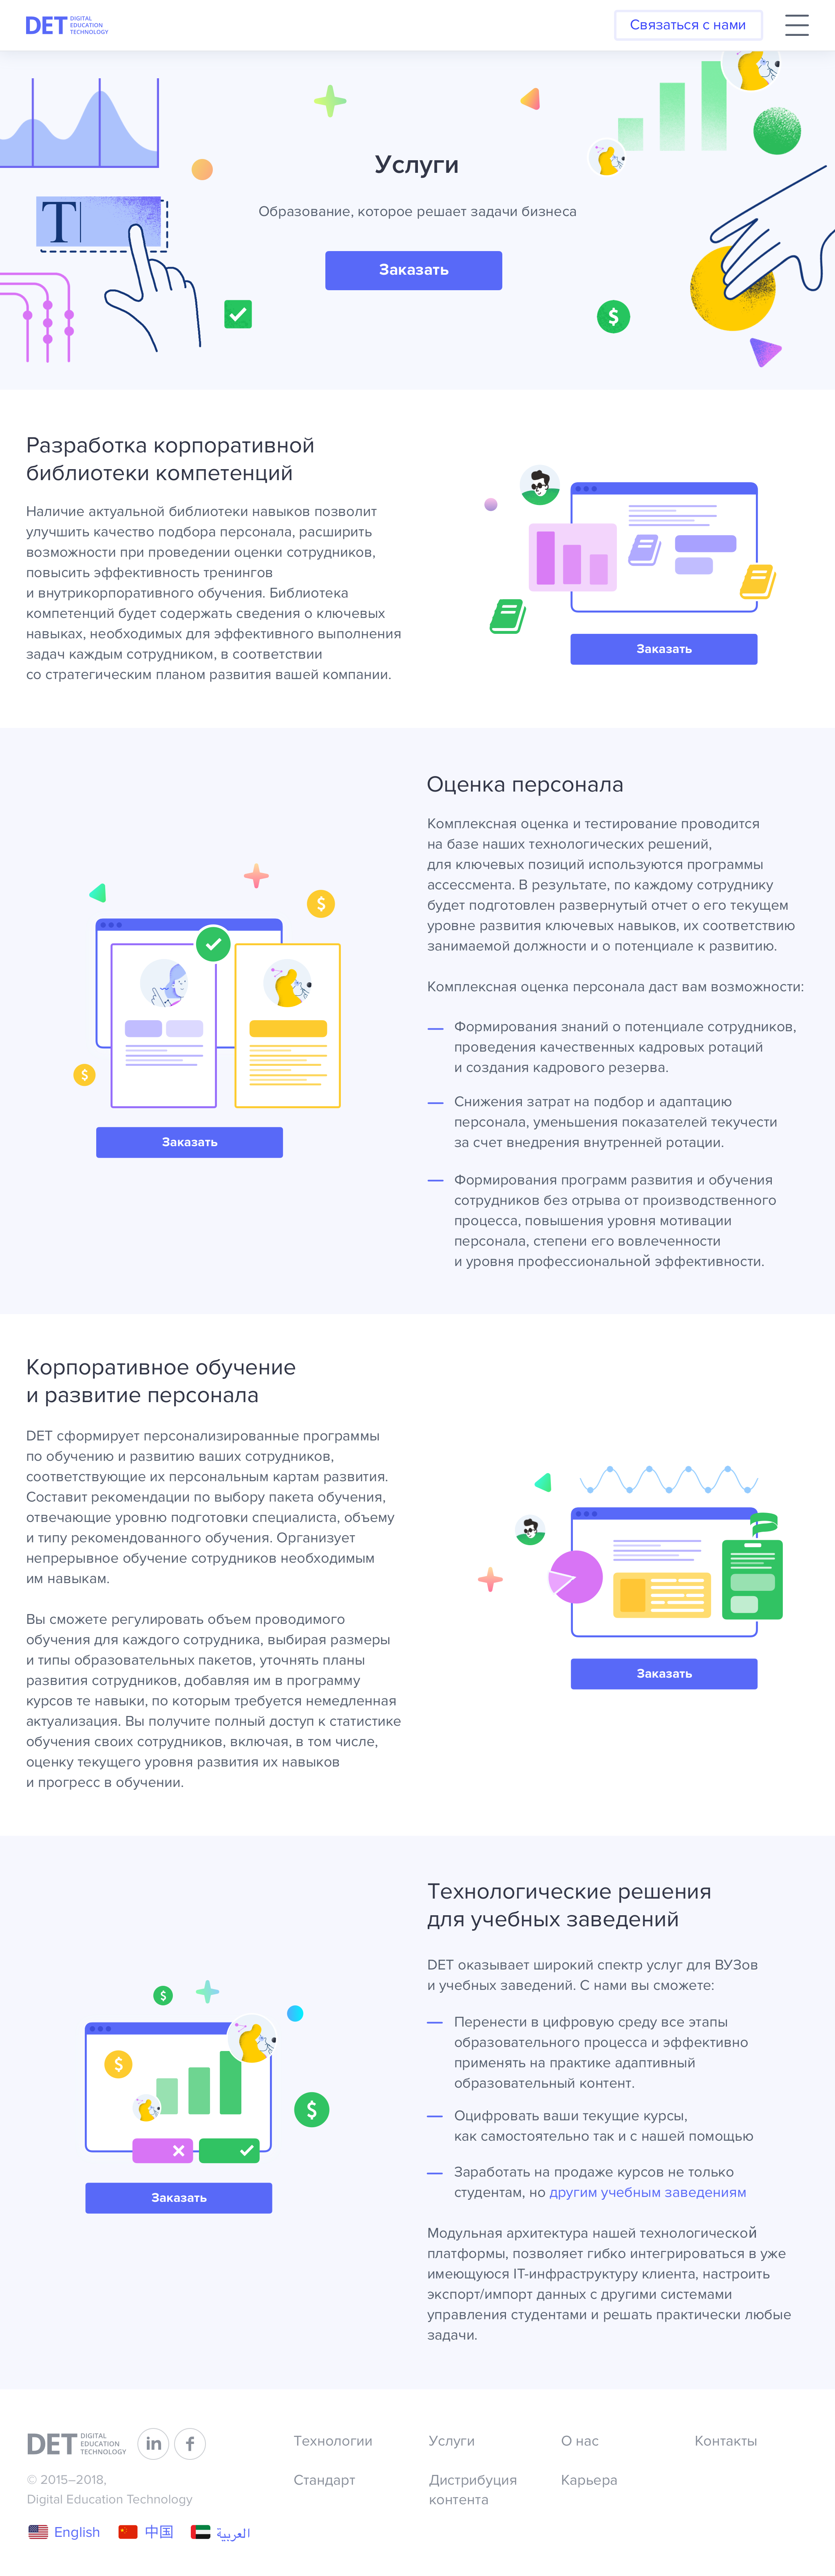 DET DIGITAL
EDUCATION
TECHNOLOGY
Связаться с нами
T
Услуги
Образование, которое решает задачи бизнеса
Заказать
$
Разработка корпоративной
библиотеки компетенций
Наличие актуальной библиотеки навыков позволит
улучшить качество подбора персонала, расширить
возможности при проведении оценки сотрудников,
повысить эффективность тренингов
и внутрикорпоративного обучения. Библиотека
компетенций будет содержать сведения о ключевых
навыках, необходимых для эффективного выполнения
задач каждым сотрудником, в соответствии
со стратегическим планом развития вашей компании.
Заказать
Оценка персонала
Комплексная оценка и тестирование проводится
на базе наших технологических решений,
для ключевых позиций используются программы
ассессмента. В результате, по каждому сотруднику
будет подготовлен развернутый отчет о его текущем
уровне развития ключевых навыков, их соответствию
занимаемой должности и о потенциале к развитию.
Комплексная оценка персонала даст вам возможности:
— Формирования знаний о потенциале сотрудников,
проведения качественных кадровых ротаций
и создания кадрового резерва.
— Снижения затрат на подбор и адаптацию
персонала, уменьшения показателей текучести
за счет внедрения внутренней ротации.
— Формирования программ развития и обучения
сотрудников без отрыва от производственного
процесса, повышения уровня мотивации
персонала, степени его вовлеченности
и уровня профессиональной эффективности.
$
$
Заказать
Корпоративное обучение
и развитие персонала
DET сформирует персонализированные программы
по обучению и развитию ваших сотрудников,
соответствующие их персональным картам развития.
Составит рекомендации по выбору пакета обучения,
отвечающие уровню подготовки специалиста, объему
и типу рекомендованного обучения. Организует
непрерывное обучение сотрудников необходимым
им навыкам.
Вы сможете регулировать объем проводимого
обучения для каждого сотрудника, выбирая размеры
и типы образовательных пакетов, уточнять планы
развития сотрудников, добавляя им в программу
курсов те навыки, по которым требуется немедленная
актуализация. Вы получите полный доступ к статистике
обучения своих сотрудников, включая, в том числе,
оценку текущего уровня развития их навыков
и прогресс в обучении.
Заказать
Технологические решения
для учебных заведений
DET оказывает широкий спектр услуг для ВУЗов
и учебных заведений. С нами вы сможете:
— Перенести в цифровую среду все этапы
образовательного процесса и эффективно
применять на практике адаптивный
образовательный контент.
— Оцифровать ваши текущие курсы,
как самостоятельно так и с нашей помощью
— Заработать на продаже курсов не только
студентам, но другим учебным заведениям
Модульная архитектура нашей технологической
платформы, позволяет гибко интегрироваться в уже
имеющуюся IT-инфраструктуру клиента, настроить
экспорт/импорт данных с другими системами
управления студентами и решать практически любые
задачи.
$
$
$
Заказать
DET DIGITAL
EDUCATION
TECHNOLOGY
in f
© 2015–2018,
Digital Education Technology
English 中国 العربية
Технологии Услуги О нас Контакты
Стандарт Дистрибуция
контента Карьера